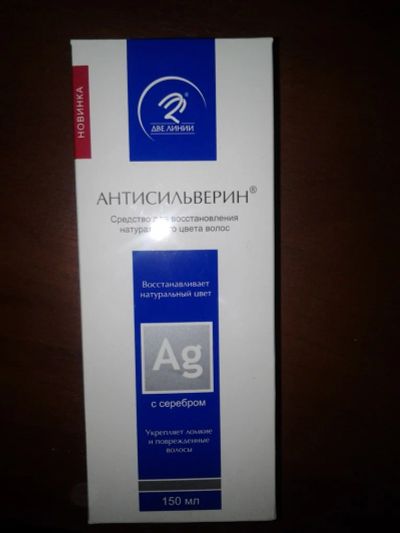 НОВИНКА
ДВЕ ЛИНИИ
АНТИСИЛЬВЕРИН®
Средство для восстановления
натурального цвета волос
Восстанавливает
натуральный цвет
Ag
с серебром
Укрепляет ломкие
и поврежденные
волосы
150 мл